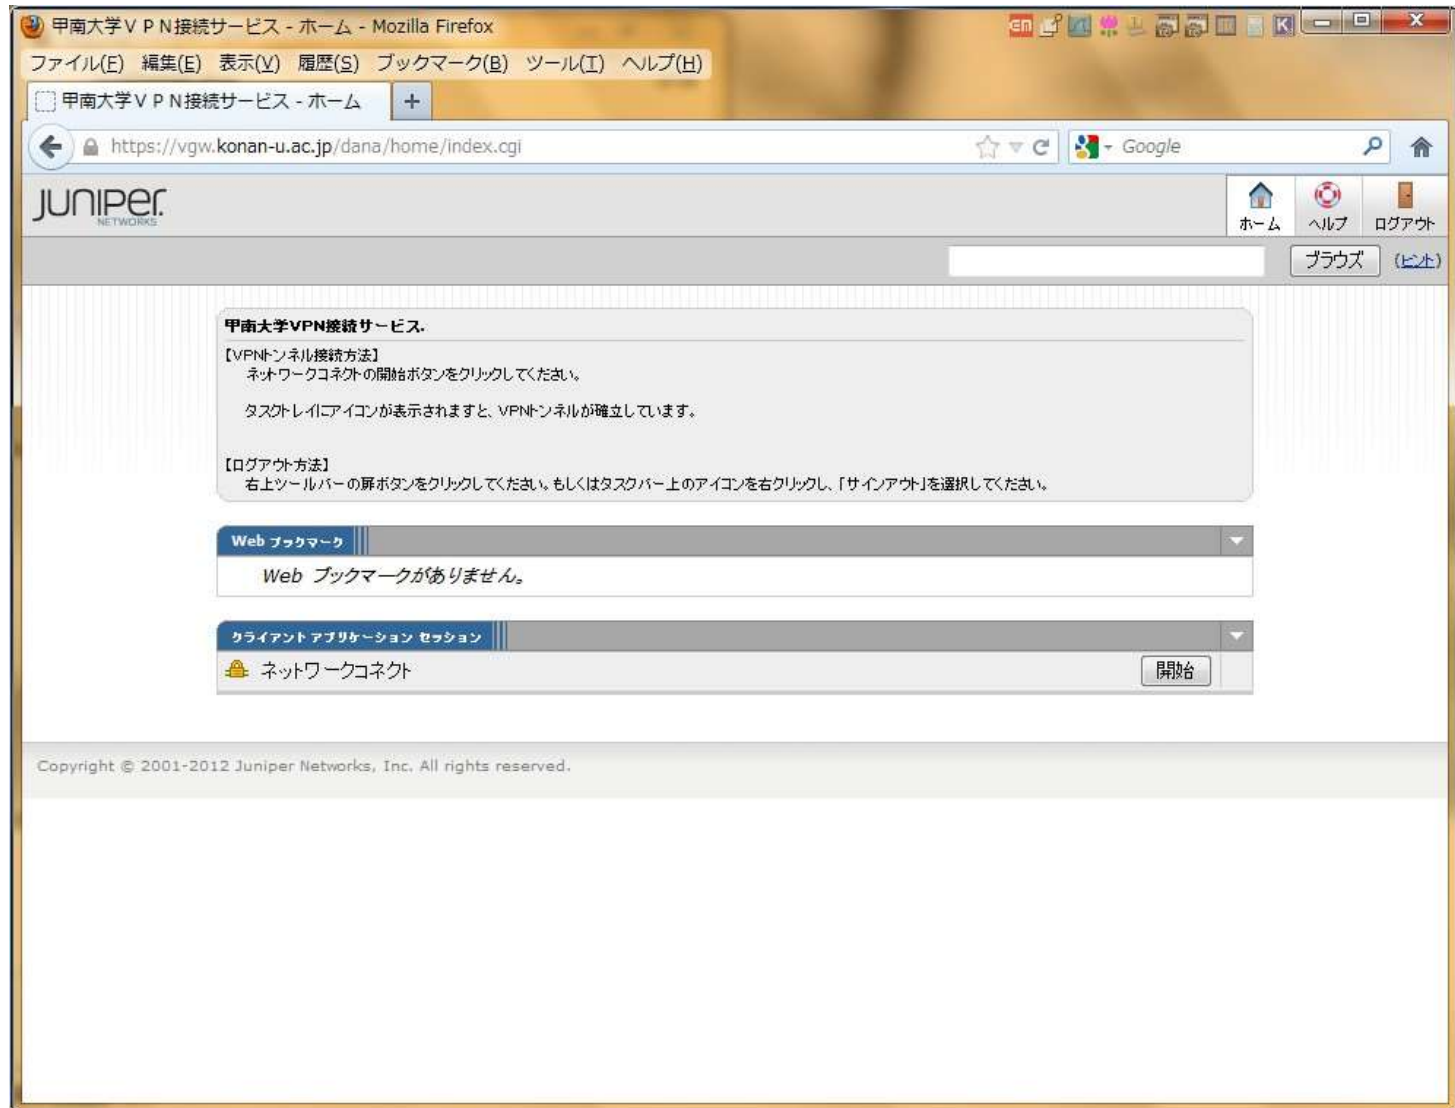 甲南大学ＶＰＮ接続サービス - ホーム - Mozilla Firefox
ファイル(F) 編集(E) 表示(V) 履歴(S) ブックマーク(B) ツール(T) ヘルプ(H)
甲南大学ＶＰＮ接続サービス - ホーム
https://vgw.konan-u.ac.jp/dana/home/index.cgi
Google
JUNIPER
NETWORKS
ホーム ヘルプ ログアウト
ブラウズ (ヒント)
甲南大学VPN接続サービス.
【VPNトンネル接続方法】
ネットワークコネクトの開始ボタンをクリックしてください。
タスクトレイにアイコンが表示されますと、VPNトンネルが確立しています。
【ログアウト方法】
右上ツールバーの扉ボタンをクリックしてください。もしくはタスクバー上のアイコンを右クリックし、「サインアウト」を選択してください。
Web ブックマーク
Web ブックマークがありません。
クライアント アプリケーション セッション
ネットワークコネクト
開始
Copyright © 2001-2012 Juniper Networks, Inc. All rights reserved.